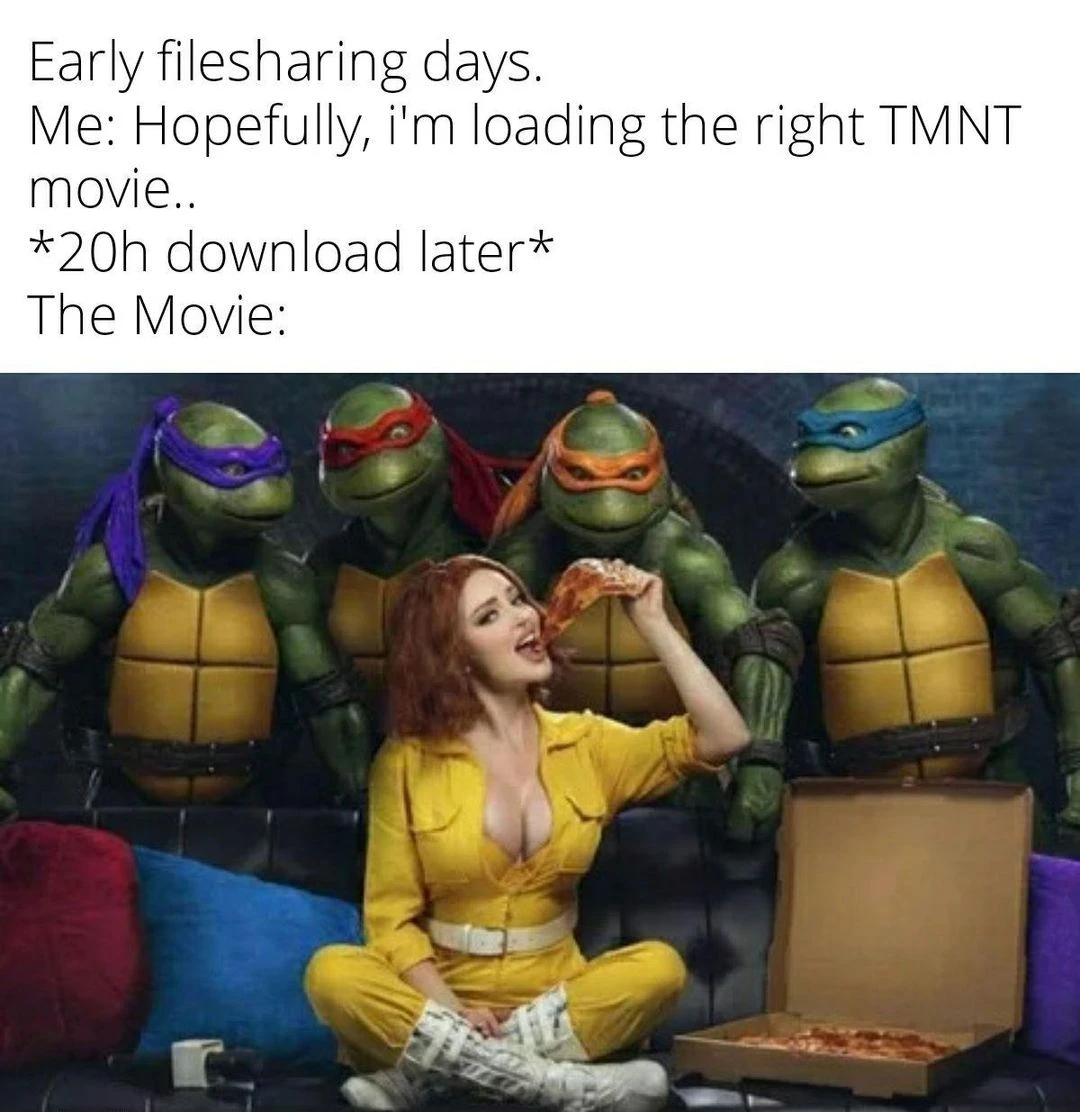 Early filesharing days.
Me: Hopefully, i'm loading the right TMNT
movie..
*20h download later*
The Movie: